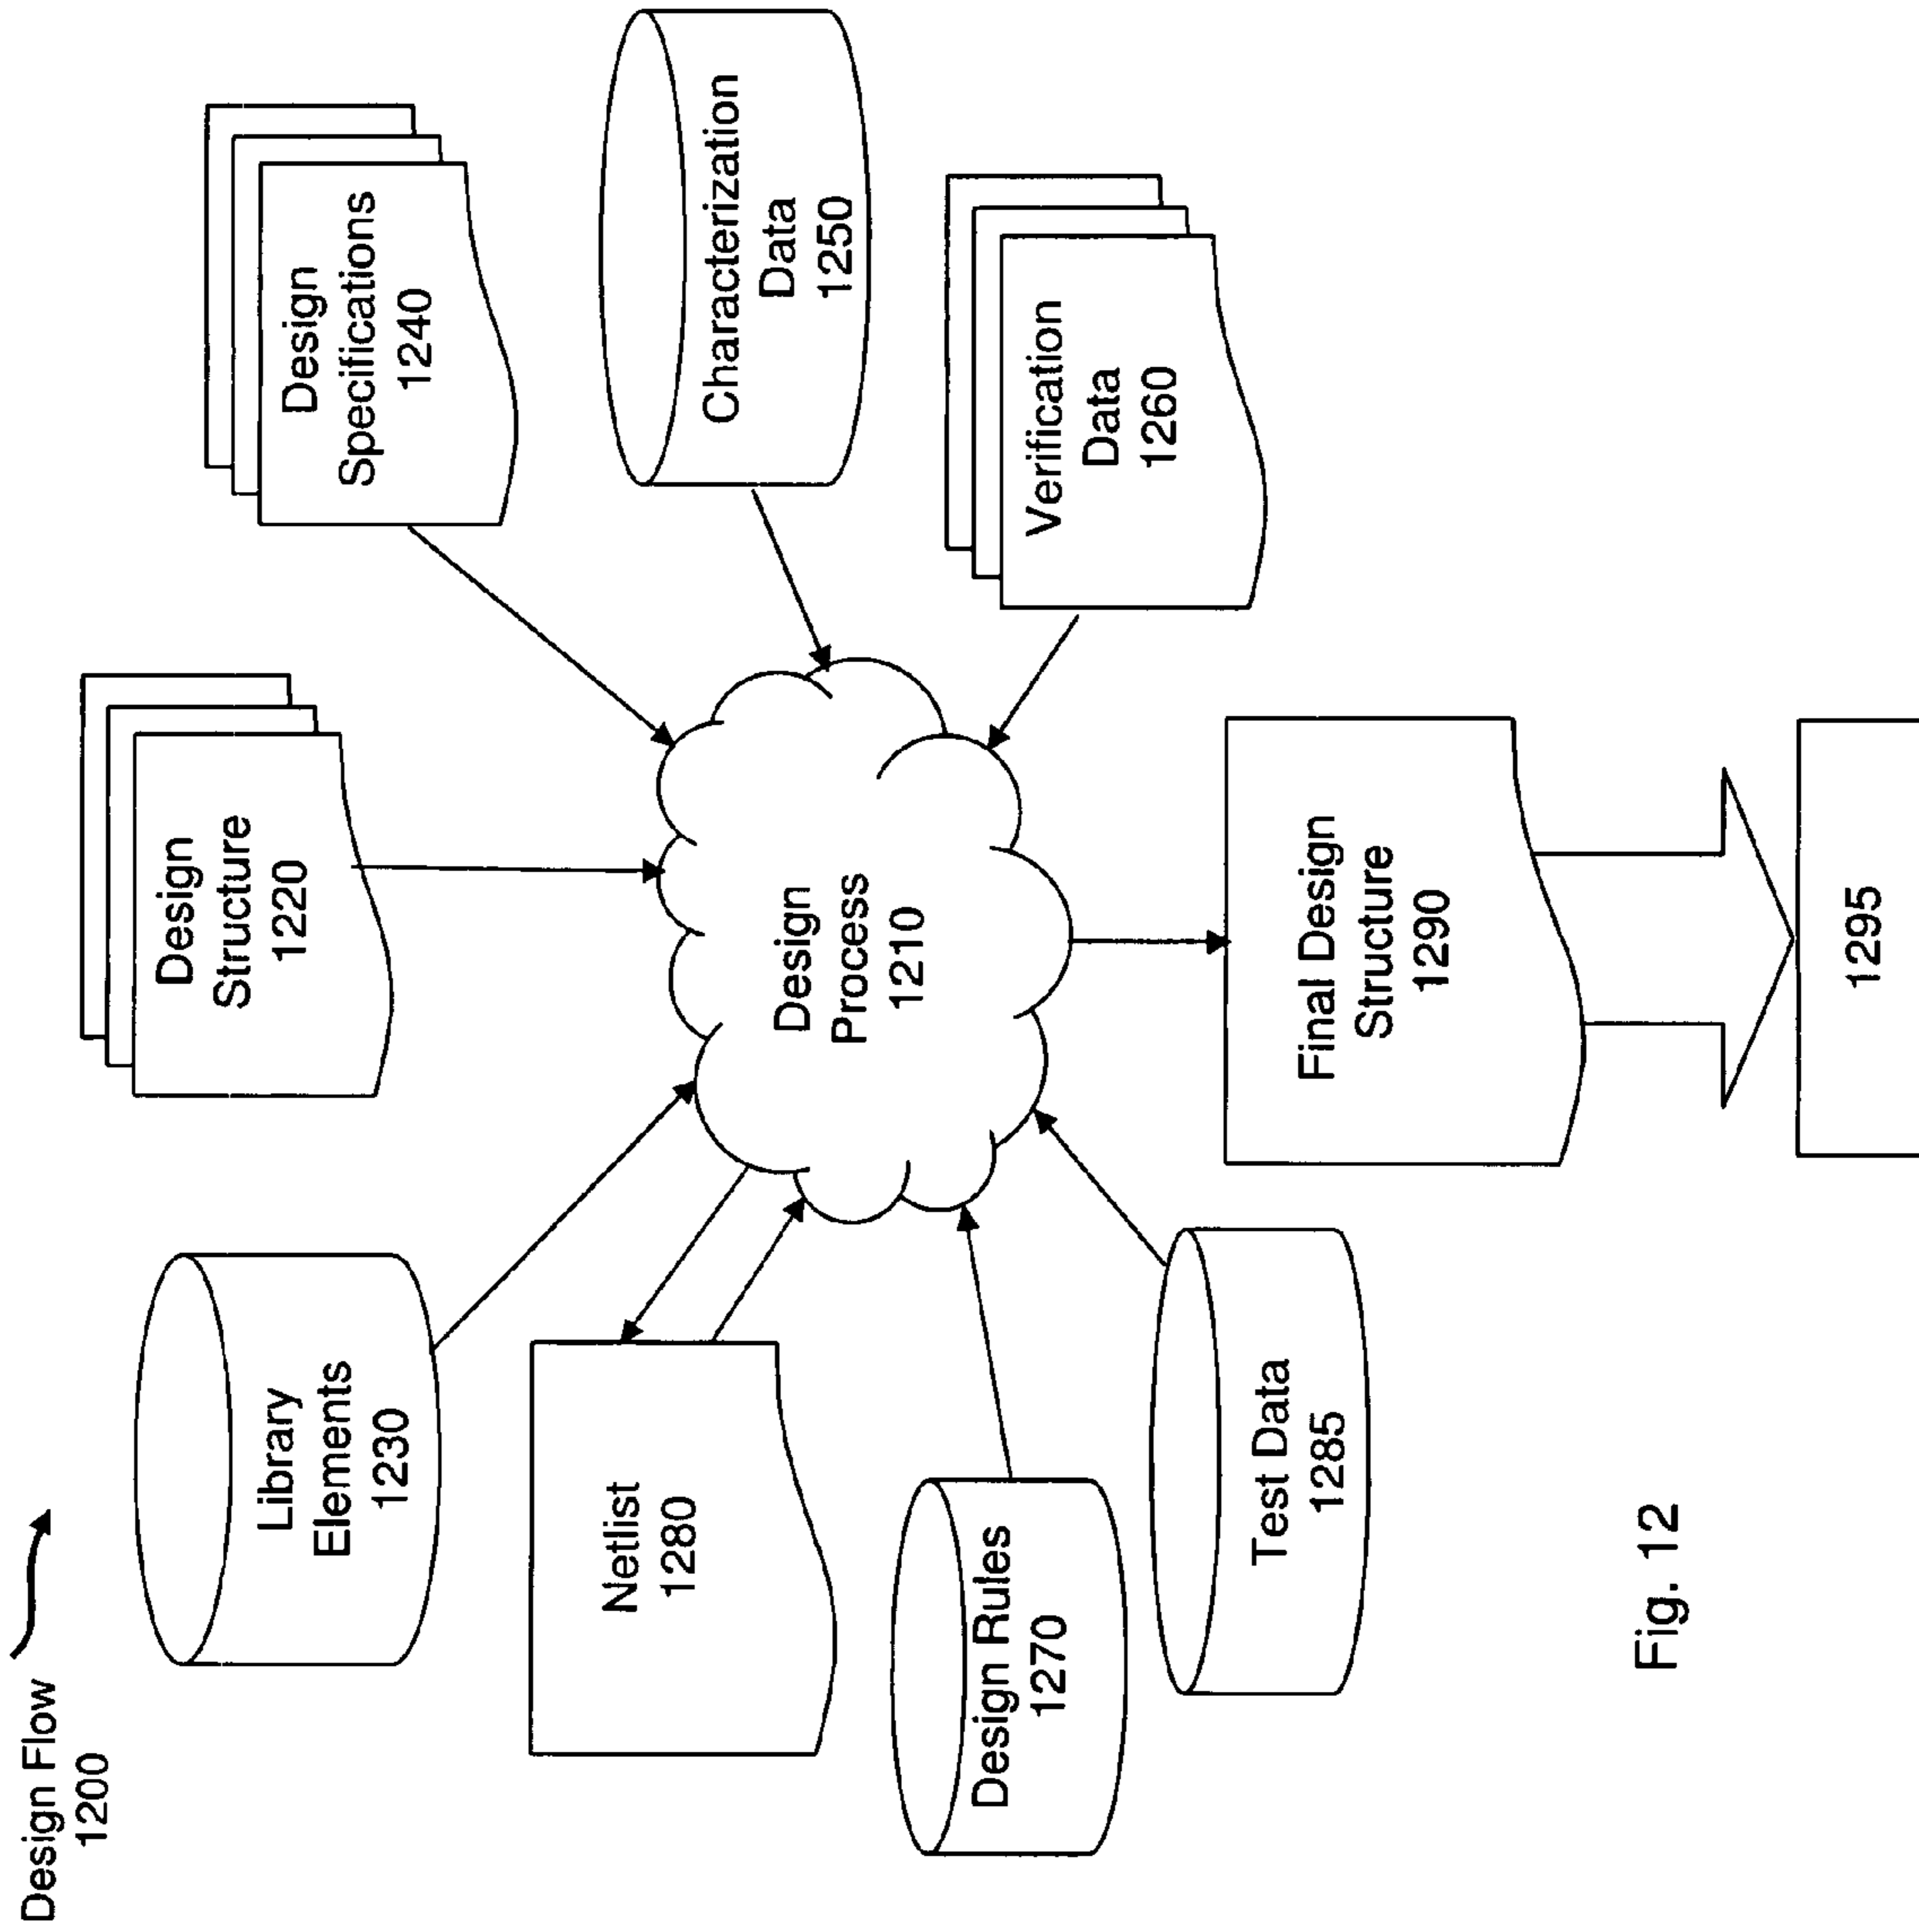 Design Flow
1200
Design
Structure
1220
Library
Elements
1230
Design
Specifications
1240
Netlist
1280
Design
Process
1210
Characterization
Data
1250
Design Rules
1270
Verification
Data
1260
Test Data
1285
Final Design
Structure
1290
1295
Fig. 12